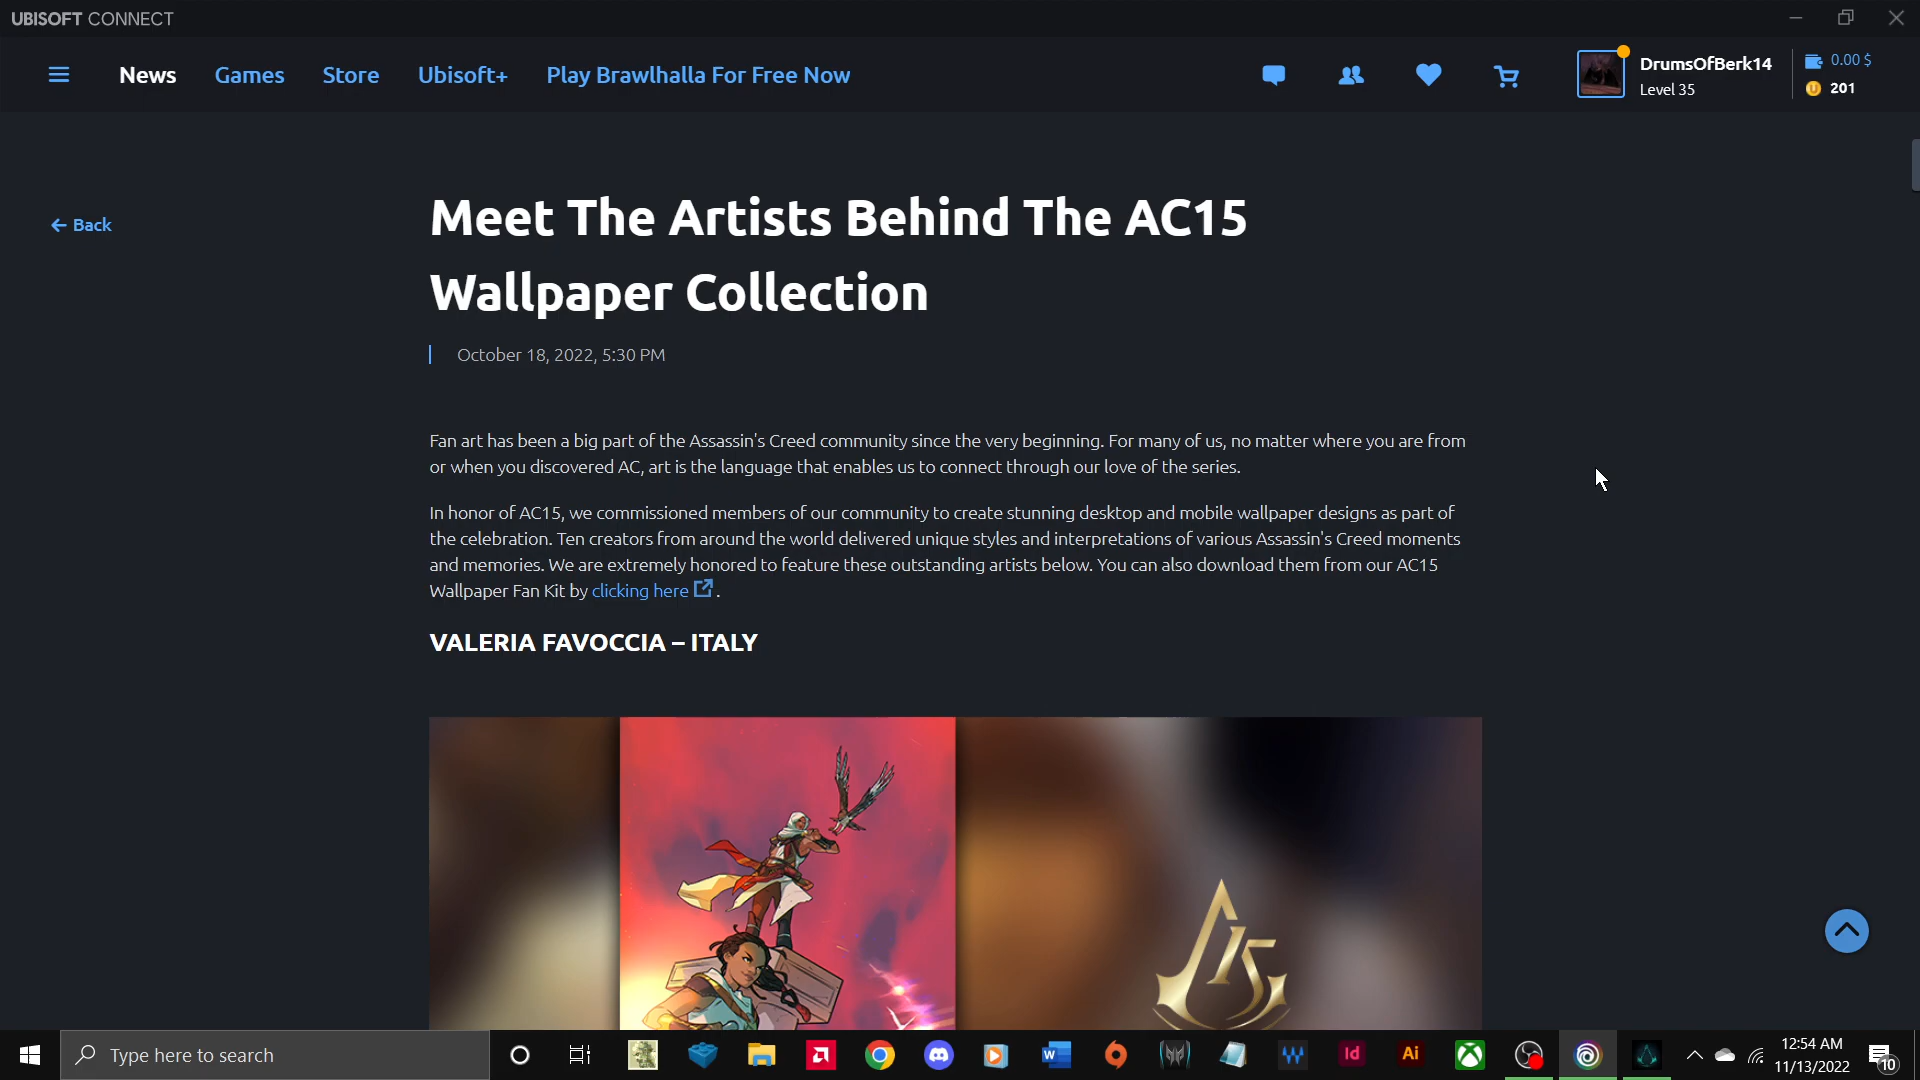 UBISOFT CONNECT
News Games Store Ubisoft+ Play Brawlhalla For Free Now
DrumsOfBerk14
Level 35
0.00 $
201
Back
Meet The Artists Behind The AC15
Wallpaper Collection
October 18, 2022, 5:30 PM
Fan art has been a big part of the Assassin's Creed community since the very beginning. For many of us, no matter where you are from
or when you discovered AC, art is the language that enables us to connect through our love of the series.
In honor of AC15, we commissioned members of our community to create stunning desktop and mobile wallpaper designs as part of
the celebration. Ten creators from around the world delivered unique styles and interpretations of various Assassin's Creed moments
and memories. We are extremely honored to feature these outstanding artists below. You can also download them from our AC15
Wallpaper Fan Kit by clicking here .
VALERIA FAVOCCIA – ITALY
15
Type here to search
W
Id
Ai
12:54 AM
11/13/2022
10